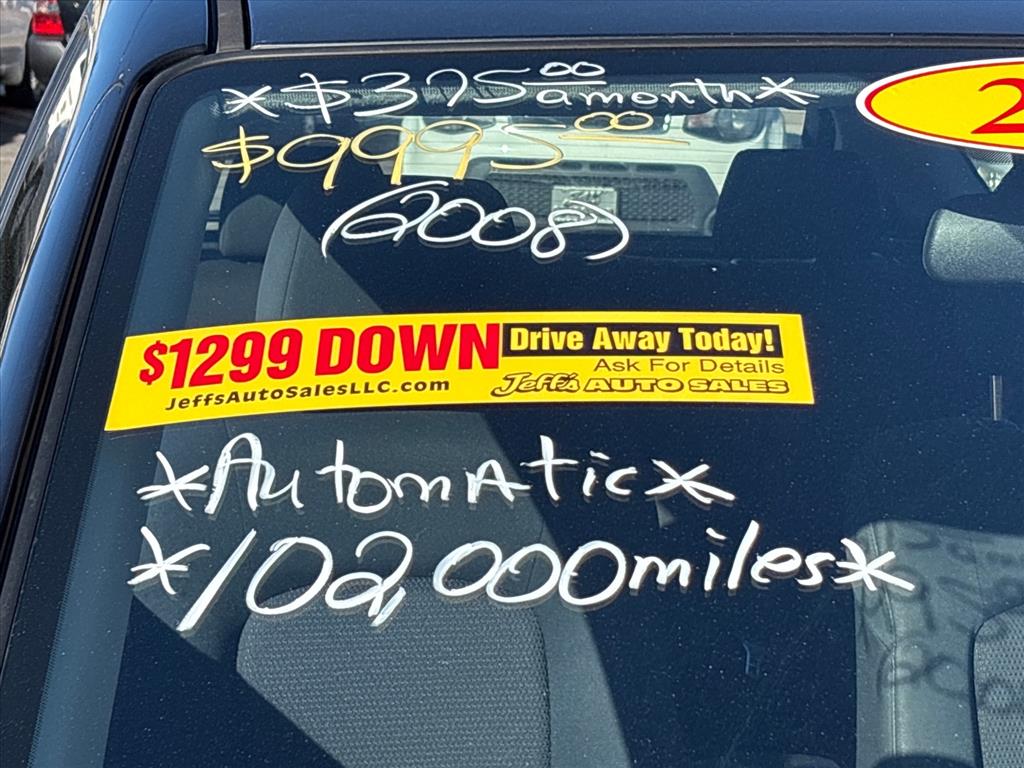 *$375.00 a month*
2
$9995.00
(2008)
$1299 DOWN Drive Away Today!
Ask For Details
JeffsAutoSalesLLC.com Jeff's AUTO SALES
*Automatic*
*102,000 miles*